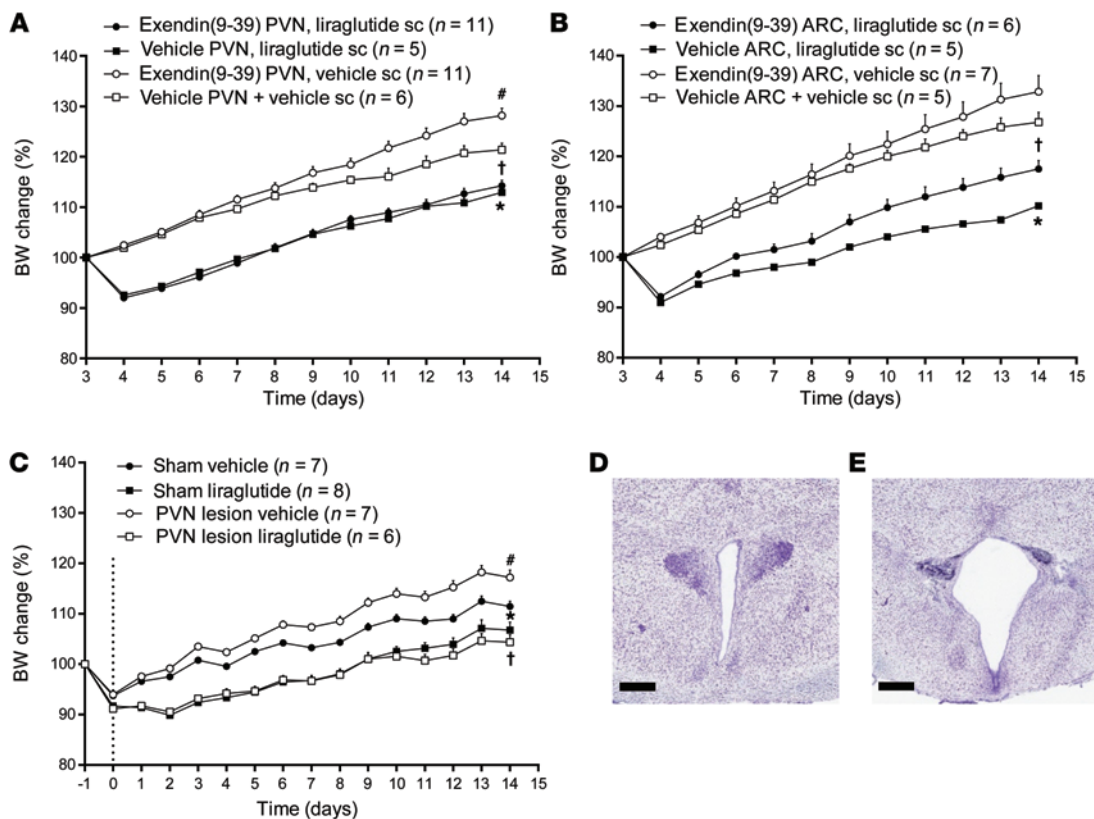 A
Exendin(9-39) PVN, liraglutide sc (n = 11)
Vehicle PVN, liraglutide sc (n = 5)
Exendin(9-39) PVN, vehicle sc (n = 11)
Vehicle PVN + vehicle sc (n = 6)
140
130
120
110
100
90
80
BW change (%)
#
†
*
3 4 5 6 7 8 9 10 11 12 13 14 15
Time (days)
B
Exendin(9-39) ARC, liraglutide sc (n = 6)
Vehicle ARC, liraglutide sc (n = 5)
Exendin(9-39) ARC, vehicle sc (n = 7)
Vehicle ARC + vehicle sc (n = 5)
140
130
120
110
100
90
80
BW change (%)
†
*
3 4 5 6 7 8 9 10 11 12 13 14 15
Time (days)
C
Sham vehicle (n = 7)
Sham liraglutide (n = 8)
PVN lesion vehicle (n = 7)
PVN lesion liraglutide (n = 6)
140
130
120
110
100
90
80
BW change (%)
#
*
†
-1 0 1 2 3 4 5 6 7 8 9 10 11 12 13 14 15
Time (days)
D
E